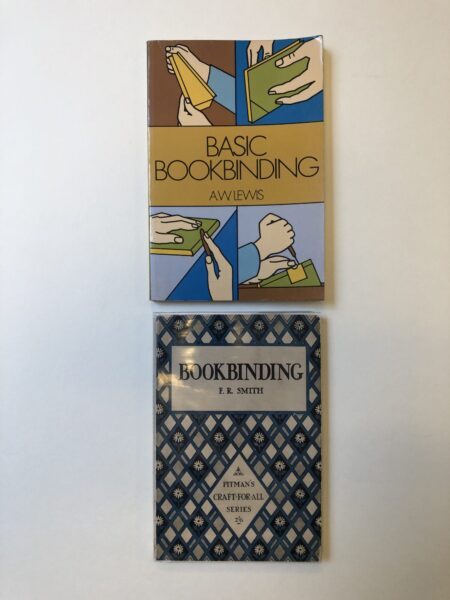 BASIC
BOOKBINDING
A.W. LEWIS
BOOKBINDING
F. R. SMITH
PITMAN'S
CRAFT-FOR-ALL
SERIES